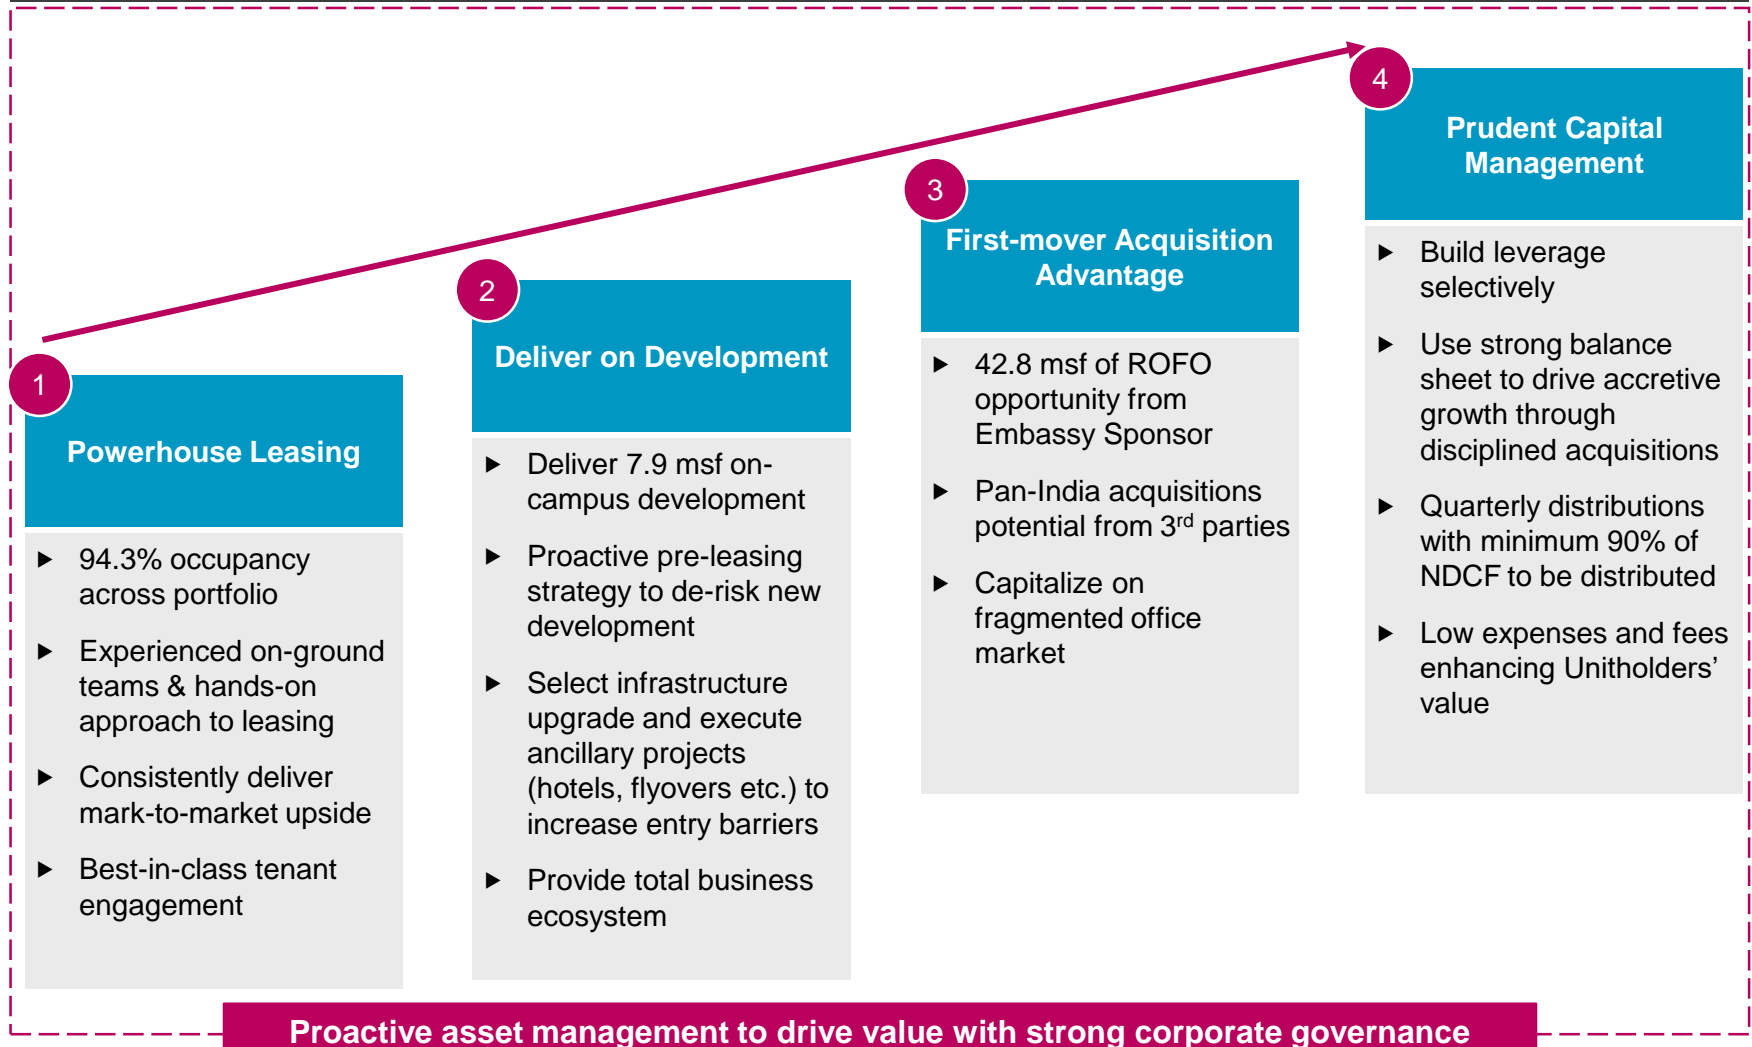 1
Powerhouse Leasing
▶ 94.3% occupancy
across portfolio
▶ Experienced on-ground
teams & hands-on
approach to leasing
▶ Consistently deliver
mark-to-market upside
▶ Best-in-class tenant
engagement
2
Deliver on Development
▶ Deliver 7.9 msf on-
campus development
▶ Proactive pre-leasing
strategy to de-risk new
development
▶ Select infrastructure
upgrade and execute
ancillary projects
(hotels, flyovers etc.) to
increase entry barriers
▶ Provide total business
ecosystem
3
First-mover Acquisition
Advantage
▶ 42.8 msf of ROFO
opportunity from
Embassy Sponsor
▶ Pan-India acquisitions
potential from 3rd parties
▶ Capitalize on
fragmented office
market
4
Prudent Capital
Management
▶ Build leverage
selectively
▶ Use strong balance
sheet to drive accretive
growth through
disciplined acquisitions
▶ Quarterly distributions
with minimum 90% of
NDCF to be distributed
▶ Low expenses and fees
enhancing Unitholders’
value
Proactive asset management to drive value with strong corporate governance